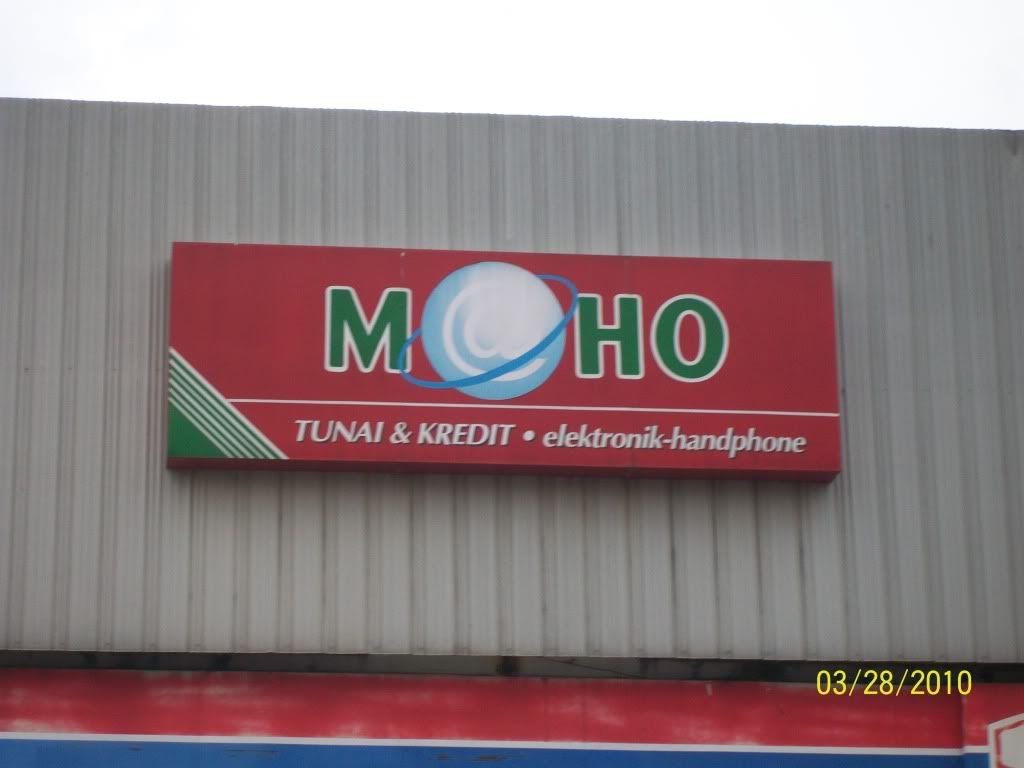 M@HO
TUNAI & KREDIT • elektronik-handphone
03/28/2010